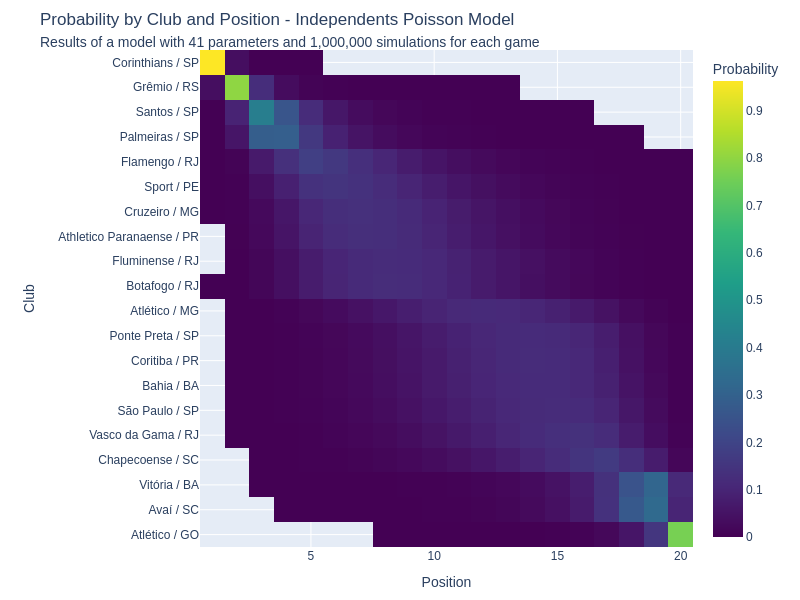 Probability by Club and Position - Independents Poisson Model
Results of a model with 41 parameters and 1,000,000 simulations for each game
Probability
Corinthians / SP
Grêmio / RS
Santos / SP
Palmeiras / SP
Flamengo / RJ
Sport / PE
Cruzeiro / MG
Athletico Paranaense / PR
Fluminense / RJ
Botafogo / RJ
Atlético / MG
Ponte Preta / SP
Coritiba / PR
Bahia / BA
São Paulo / SP
Vasco da Gama / RJ
Chapecoense / SC
Vitória / BA
Avaí / SC
Atlético / GO
Club
5
10
15
20
Position
0.9
0.8
0.7
0.6
0.5
0.4
0.3
0.2
0.1
0